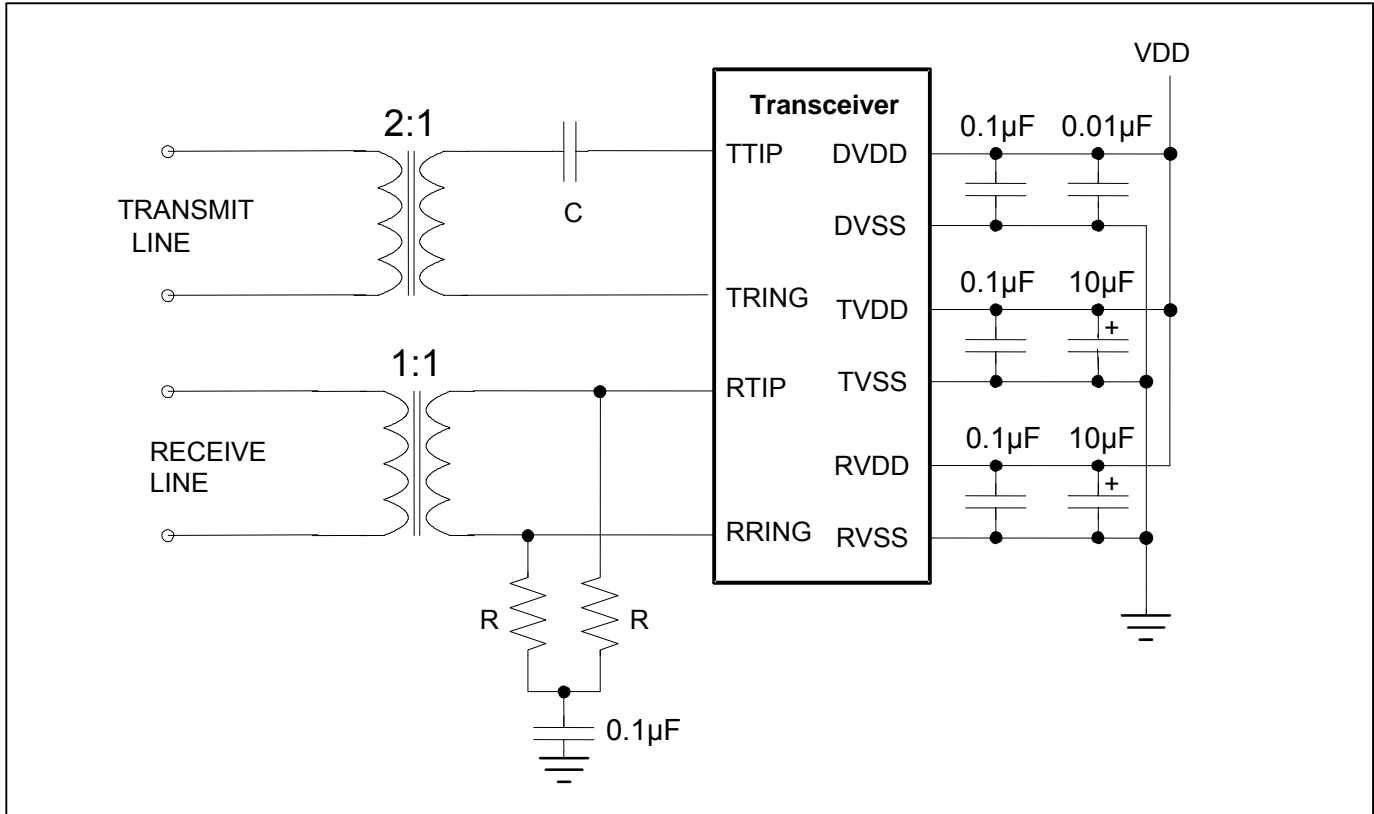 VDD
Transceiver
2:1
0.1µF
0.01µF
TTIP
DVDD
C
TRANSMIT
LINE
DVSS
0.1µF
10µF
TRING
TVDD
+
1:1
RTIP
TVSS
0.1µF
10µF
RECEIVE
LINE
RVDD
+
RRING
RVSS
R
R
0.1µF